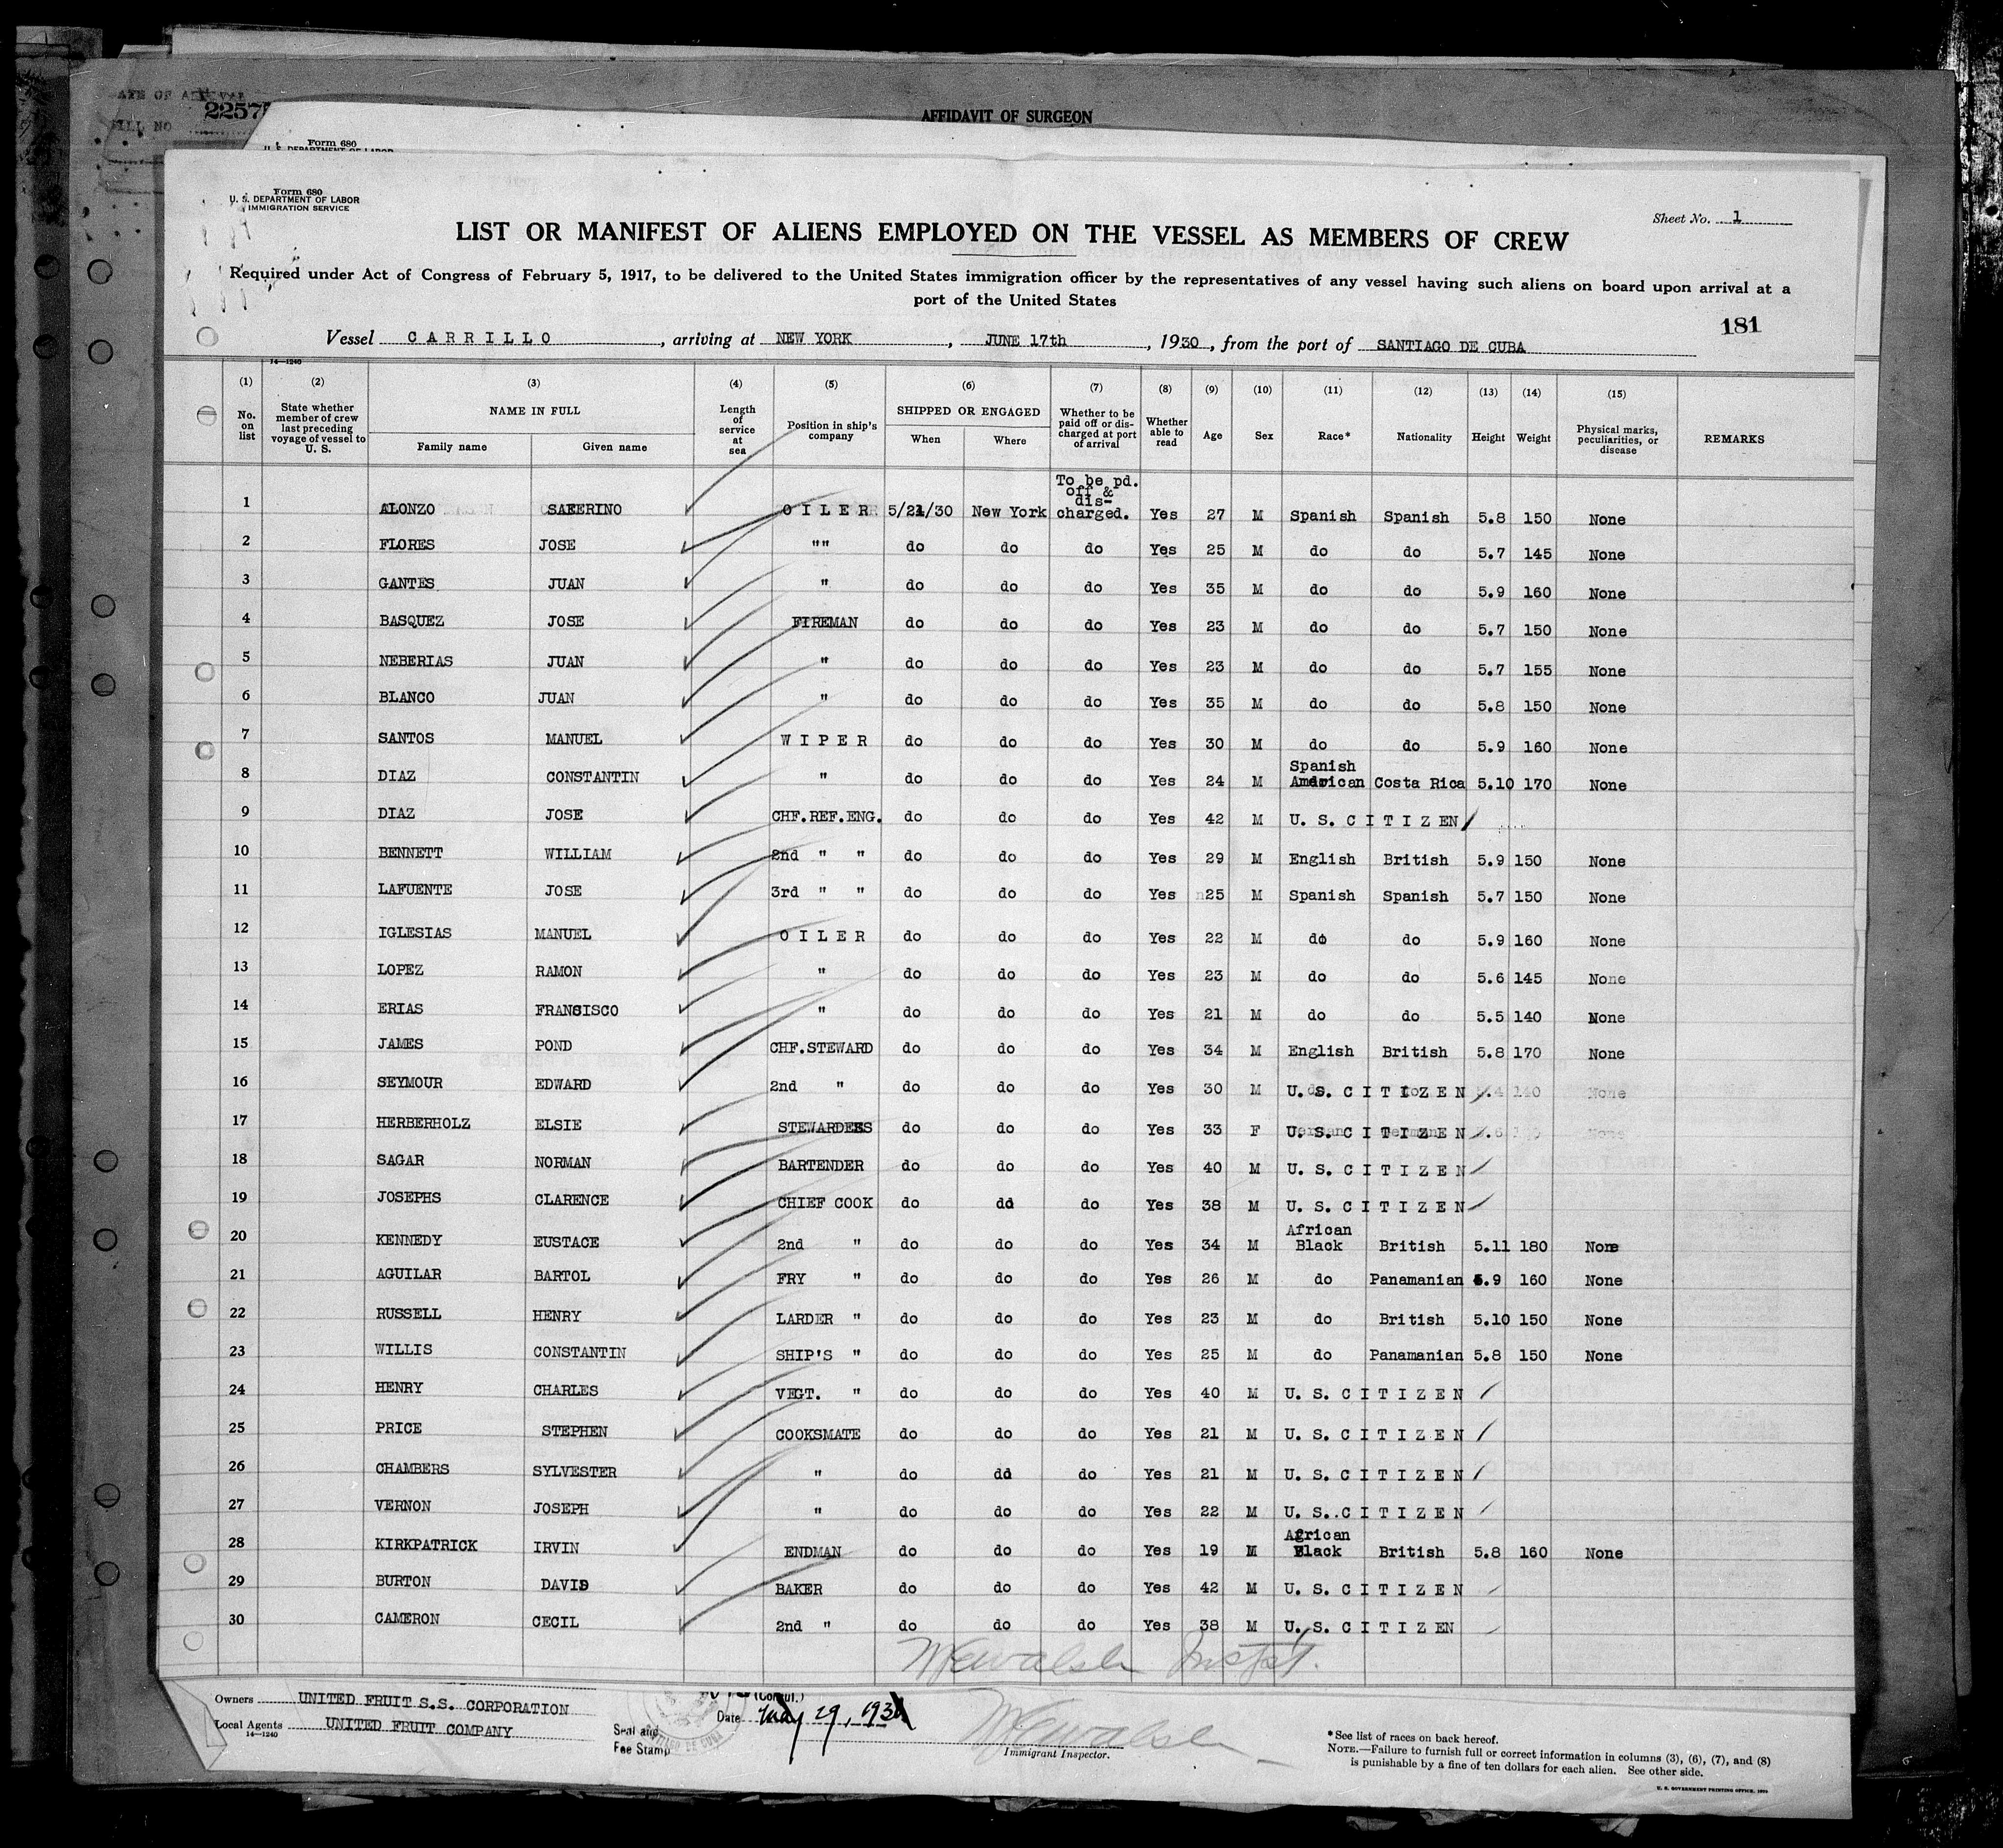 AFFIDAVIT OF SURGEON
2257
Form 680
Form 680
U. S. DEPARTMENT OF LABOR
IMMIGRATION SERVICE
Sheet No. 1
LIST OR MANIFEST OF ALIENS EMPLOYED ON THE VESSEL AS MEMBERS OF CREW
Required under Act of Congress of February 5, 1917, to be delivered to the United States immigration officer by the representatives of any vessel having such aliens on board upon arrival at a
port of the United States
181
Vessel CARRILLO, arriving at NEW YORK, JUNE 17th, 1930, from the port of SANTIAGO DE CUBA
14-1240
(1) No. on list (2) State whether member of crew last preceding voyage of vessel to U. S. (3) NAME IN FULL Family name Given name (4) Length of service at sea (5) Position in ship's company (6) SHIPPED OR ENGAGED When Where (7) Whether to be paid off or discharged at port of arrival (8) Whether able to read (9) Age (10) Sex (11) Race* (12) Nationality (13) Height (14) Weight (15) Physical marks, peculiarities, or disease REMARKS
1 ALONZO SAFERINO OILER 5/21/30 New York To be pd. off & dis-charged. Yes 27 M Spanish Spanish 5.8 150 None
2 FLORES JOSE "" do do do Yes 25 M do do 5.7 145 None
3 GANTES JUAN " do do do Yes 35 M do do 5.9 160 None
4 BASQUEZ JOSE FIREMAN do do do Yes 23 M do do 5.7 150 None
5 NEBERIAS JUAN " do do do Yes 23 M do do 5.7 155 None
6 BLANCO JUAN " do do do Yes 35 M do do 5.8 150 None
7 SANTOS MANUEL WIPER do do do Yes 30 M do do 5.9 160 None
8 DIAZ CONSTANTIN " do do do Yes 24 M Spanish American Costa Rica 5.10 170 None
9 DIAZ JOSE CHF.REF.ENG. do do do Yes 42 M U. S. CITIZEN
10 BENNETT WILLIAM 2nd " " do do do Yes 29 M English British 5.9 150 None
11 LAFUENTE JOSE 3rd " " do do do Yes 25 M Spanish Spanish 5.7 150 None
12 IGLESIAS MANUEL OILER do do do Yes 22 M do do 5.9 160 None
13 LOPEZ RAMON " do do do Yes 23 M do do 5.6 145 None
14 ERIAS FRANSISCO " do do do Yes 21 M do do 5.5 140 None
15 JAMES POND CHF.STEWARD do do do Yes 34 M English British 5.8 170 None
16 SEYMOUR EDWARD 2nd " do do do Yes 30 M U. S. CITIZEN
17 HERBERHOLZ ELSIE STEWARDESS do do do Yes 33 F U. S. CITIZEN
18 SAGAR NORMAN BARTENDER do do do Yes 40 M U. S. CITIZEN
19 JOSEPHS CLARENCE CHIEF COOK do do do Yes 38 M U. S. CITIZEN
20 KENNEDY EUSTACE 2nd " do do do Yes 34 M African Black British 5.11 180 None
21 AGUILAR BARTOL FRY " do do do Yes 26 M do Panamanian 5.9 160 None
22 RUSSELL HENRY LARDER " do do do Yes 23 M do British 5.10 150 None
23 WILLIS CONSTANTIN SHIP'S " do do do Yes 25 M do Panamanian 5.8 150 None
24 HENRY CHARLES VEGT. " do do do Yes 40 M U. S. CITIZEN
25 PRICE STEPHEN COOKSMATE do do do Yes 21 M U. S. CITIZEN
26 CHAMBERS SYLVESTER " do do do Yes 21 M U. S. CITIZEN
27 VERNON JOSEPH " do do do Yes 22 M U. S. CITIZEN
28 KIRKPATRICK IRVIN ENDMAN do do do Yes 19 M African Black British 5.8 160 None
29 BURTON DAVID BAKER do do do Yes 42 M U. S. CITIZEN
30 CAMERON CECIL 2nd " do do do Yes 38 M U. S. CITIZEN
Owners UNITED FRUIT S.S. CORPORATION
Local Agents UNITED FRUIT COMPANY
14-1240
(Consul.)
Date May 29, 193
Seal and
Fee Stamp
Immigrant Inspector.
*See list of races on back hereof.
NOTE.—Failure to furnish full or correct information in columns (3), (6), (7), and (8)
is punishable by a fine of ten dollars for each alien. See other side.
U. S. GOVERNMENT PRINTING OFFICE